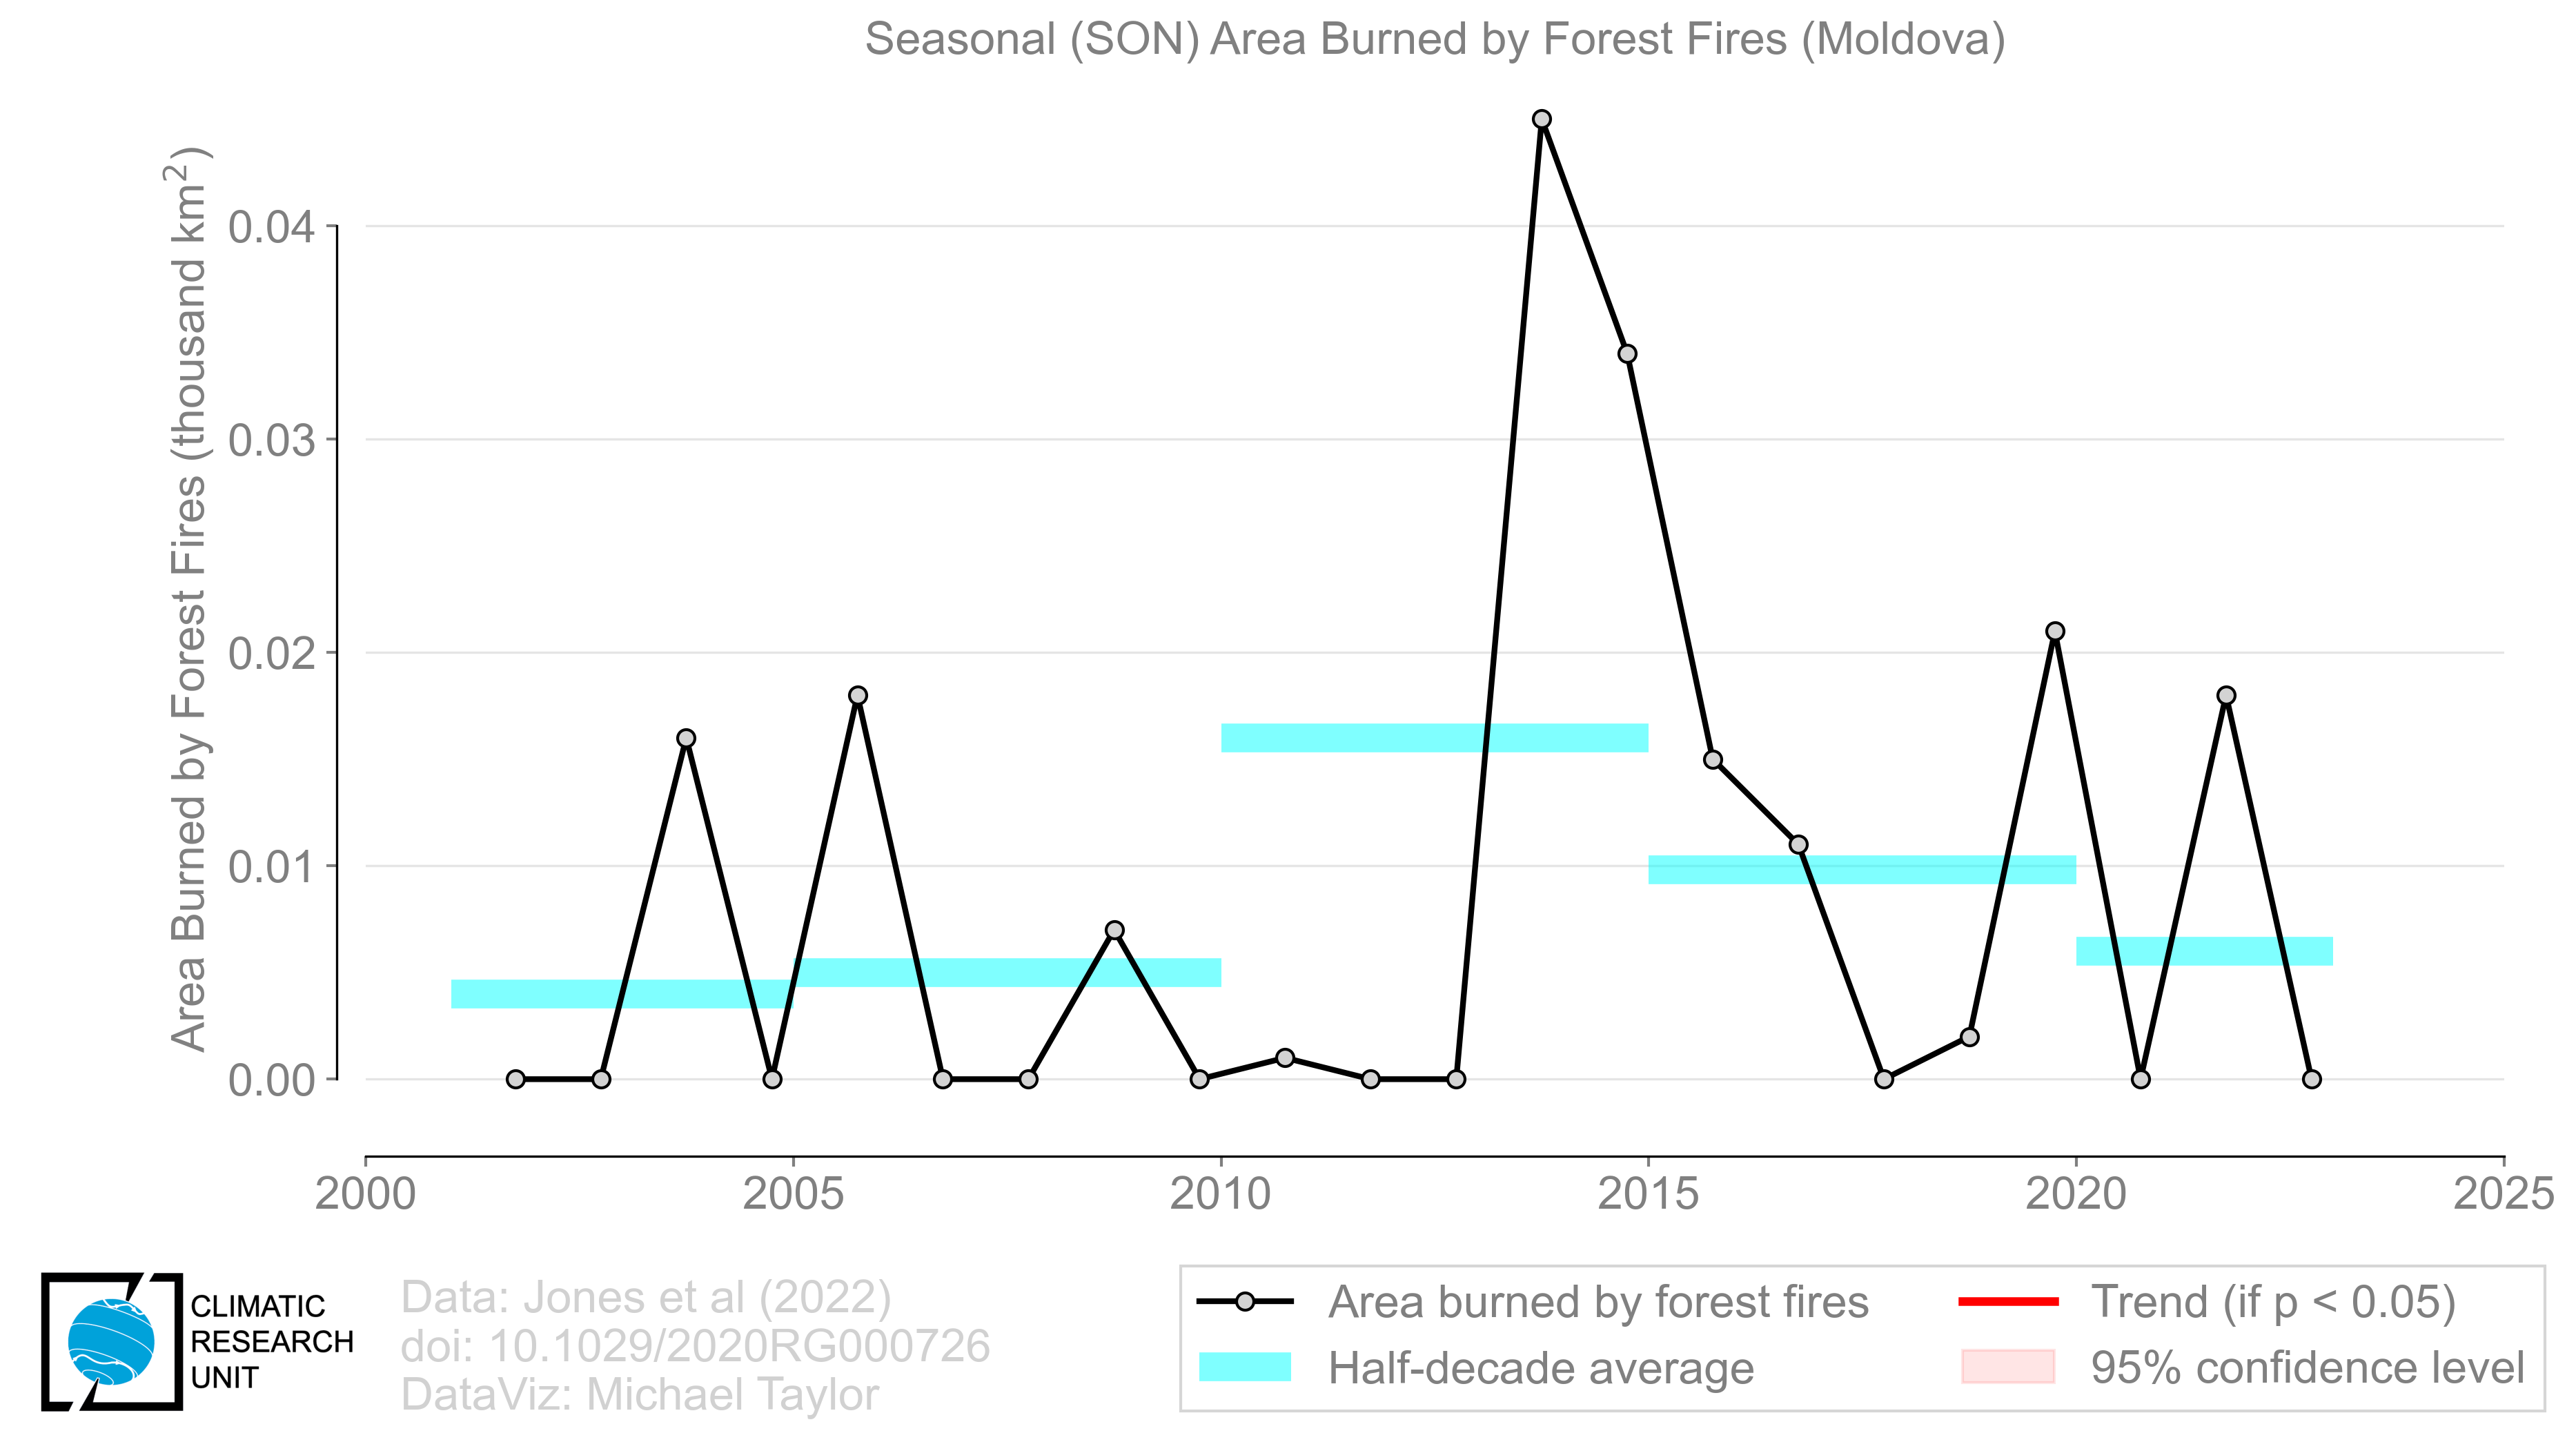 Seasonal (SON) Area Burned by Forest Fires (Moldova)
Area Burned by Forest Fires (thousand km²)
0.04
0.03
0.02
0.01
0.00
2000 2005 2010 2015 2020 2025
CLIMATIC
RESEARCH
UNIT
Data: Jones et al (2022)
doi: 10.1029/2020RG000726
DataViz: Michael Taylor
Area burned by forest fires
Half-decade average
Trend (if p < 0.05)
95% confidence level